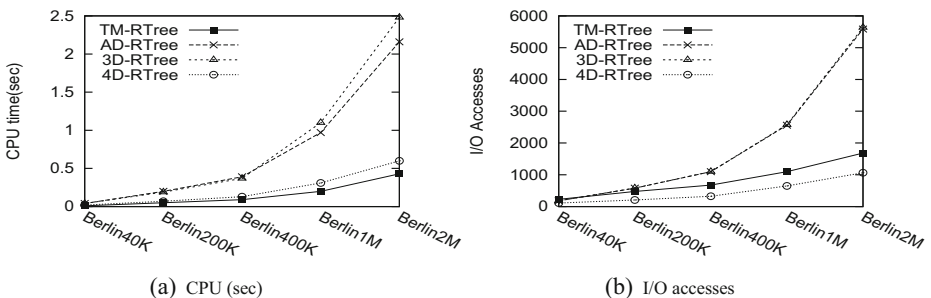 2.5
2
1.5
1
0.5
0
CPU time(sec)
TM-RTree
AD-RTree
3D-RTree
4D-RTree
Berlin40K
Berlin200K
Berlin400K
Berlin1M
Berlin2M
(a) CPU (sec)
6000
5000
4000
3000
2000
1000
0
I/O Accesses
TM-RTree
AD-RTree
3D-RTree
4D-RTree
Berlin40K
Berlin200K
Berlin400K
Berlin1M
Berlin2M
(b) I/O accesses